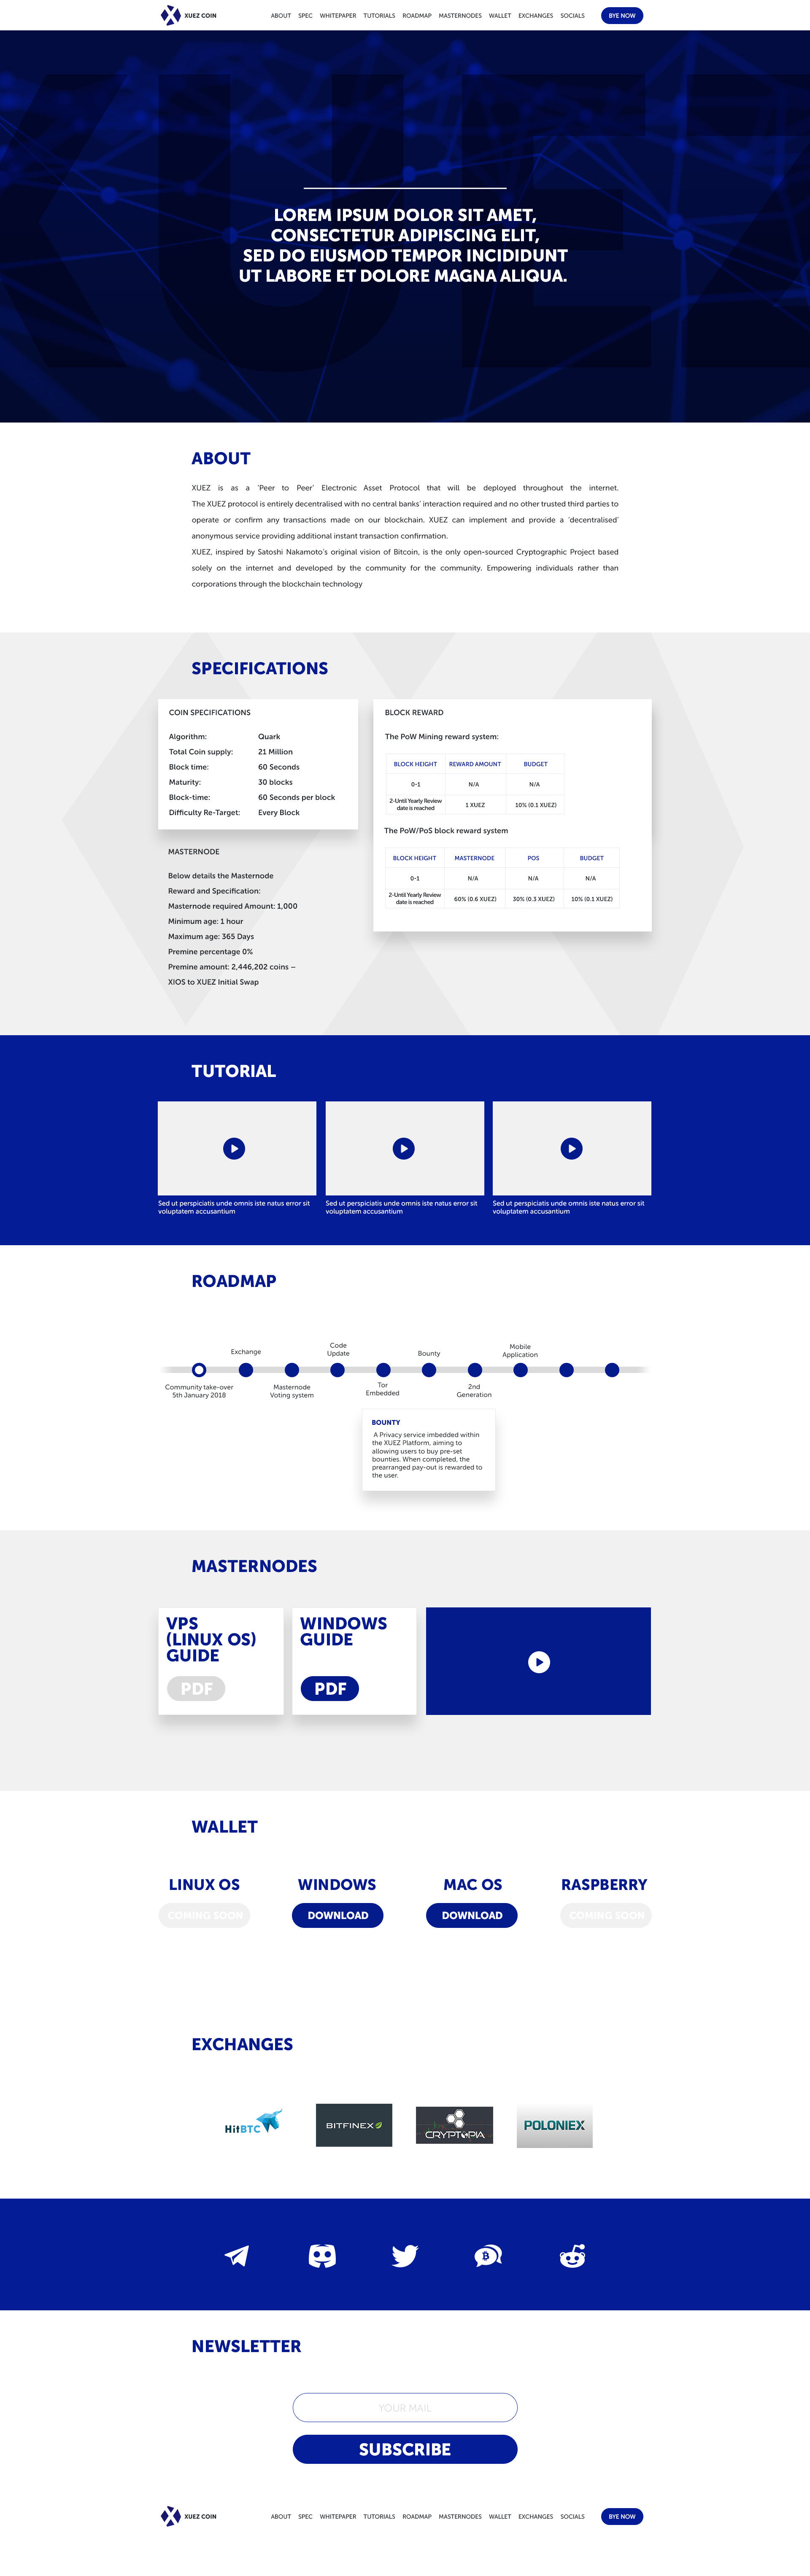 XUEZ COIN
ABOUT SPEC WHITEPAPER TUTORIALS ROADMAP MASTERNODES WALLET EXCHANGES SOCIALS BYE NOW
XUEZ
LOREM IPSUM DOLOR SIT AMET,
CONSECTETUR ADIPISCING ELIT,
SED DO EIUSMOD TEMPOR INCIDIDUNT
UT LABORE ET DOLORE MAGNA ALIQUA.
ABOUT
XUEZ is as a 'Peer to Peer' Electronic Asset Protocol that will be deployed throughout the internet.
The XUEZ protocol is entirely decentralised with no central banks' interaction required and no other trusted third parties to
operate or confirm any transactions made on our blockchain. XUEZ can implement and provide a 'decentralised'
anonymous service providing additional instant transaction confirmation.
XUEZ, inspired by Satoshi Nakamoto's original vision of Bitcoin, is the only open-sourced Cryptographic Project based
solely on the internet and developed by the community for the community. Empowering individuals rather than
corporations through the blockchain technology
SPECIFICATIONS
COIN SPECIFICATIONS
Algorithm: Quark
Total Coin supply: 21 Million
Block time: 60 Seconds
Maturity: 30 blocks
Block-time: 60 Seconds per block
Difficulty Re-Target: Every Block
MASTERNODE
Below details the Masternode
Reward and Specification:
Masternode required Amount: 1,000
Minimum age: 1 hour
Maximum age: 365 Days
Premine percentage 0%
Premine amount: 2,446,202 coins –
XIOS to XUEZ Initial Swap
BLOCK REWARD
The PoW Mining reward system:
BLOCK HEIGHT REWARD AMOUNT BUDGET
0-1 N/A N/A
2-Until Yearly Review
date is reached 1 XUEZ 10% (0.1 XUEZ)
The PoW/PoS block reward system
BLOCK HEIGHT MASTERNODE POS BUDGET
0-1 N/A N/A N/A
2-Until Yearly Review
date is reached 60% (0.6 XUEZ) 30% (0.3 XUEZ) 10% (0.1 XUEZ)
TUTORIAL
Sed ut perspiciatis unde omnis iste natus error sit
voluptatem accusantium
Sed ut perspiciatis unde omnis iste natus error sit
voluptatem accusantium
Sed ut perspiciatis unde omnis iste natus error sit
voluptatem accusantium
ROADMAP
Community take-over
5th January 2018
Exchange
Masternode
Voting system
Code
Update
Tor
Embedded
Bounty
2nd
Generation
Mobile
Application
BOUNTY
A Privacy service imbedded within
the XUEZ Platform, aiming to
allowing users to buy pre-set
bounties. When completed, the
prearranged pay-out is rewarded to
the user.
MASTERNODES
VPS
(LINUX OS)
GUIDE
PDF
WINDOWS
GUIDE
PDF
WALLET
LINUX OS
COMING SOON
WINDOWS
DOWNLOAD
MAC OS
DOWNLOAD
RASPBERRY
COMING SOON
EXCHANGES
HitBTC
BITFINEX
CRYPTOPIA
POLONIEX
NEWSLETTER
YOUR MAIL
SUBSCRIBE
XUEZ COIN
ABOUT SPEC WHITEPAPER TUTORIALS ROADMAP MASTERNODES WALLET EXCHANGES SOCIALS BYE NOW